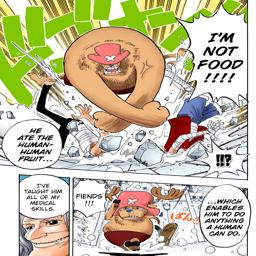 I'M
NOT
FOOD
!!!!
HE
ATE THE
HUMAN-
HUMAN
FRUIT...
!!?
I'VE
TAUGHT HIM
ALL OF MY
MEDICAL
SKILLS.
FIENDS
!!!
...WHICH
ENABLES
HIM TO DO
ANYTHING
A HUMAN
CAN DO.